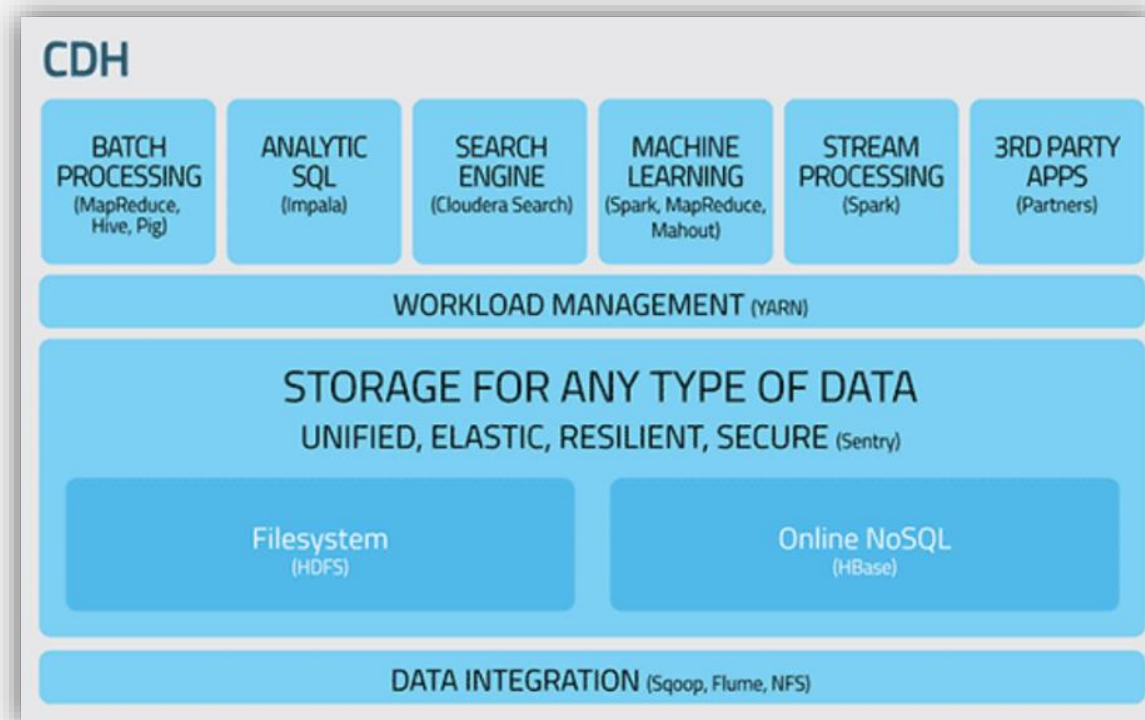 CDH
BATCH
PROCESSING
(MapReduce,
Hive, Pig)
ANALYTIC
SQL
(Impala)
SEARCH
ENGINE
(Cloudera Search)
MACHINE
LEARNING
(Spark, MapReduce,
Mahout)
STREAM
PROCESSING
(Spark)
3RD PARTY
APPS
(Partners)
WORKLOAD MANAGEMENT (YARN)
STORAGE FOR ANY TYPE OF DATA
UNIFIED, ELASTIC, RESILIENT, SECURE (Sentry)
Filesystem
(HDFS)
Online NoSQL
(HBase)
DATA INTEGRATION (Sqoop, Flume, NFS)